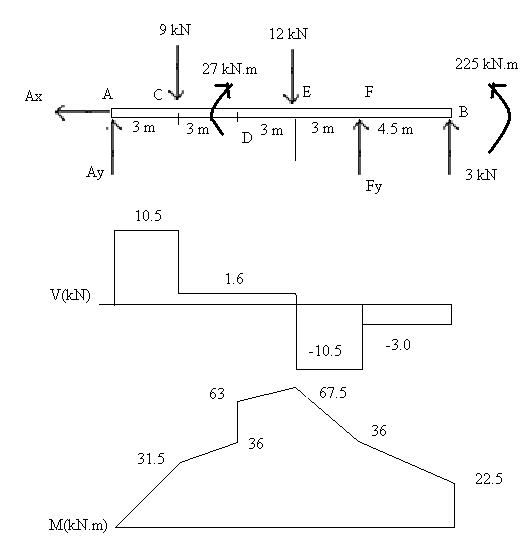 9 kN
12 kN
27 kN.m
225 kN.m
Ax
A
C
E
F
B
3 m
3 m
3 m
3 m
4.5 m
D
Ay
Fy
3 kN
10.5
1.6
V(kN)
-10.5
-3.0
63
67.5
36
36
31.5
22.5
M(kN.m)